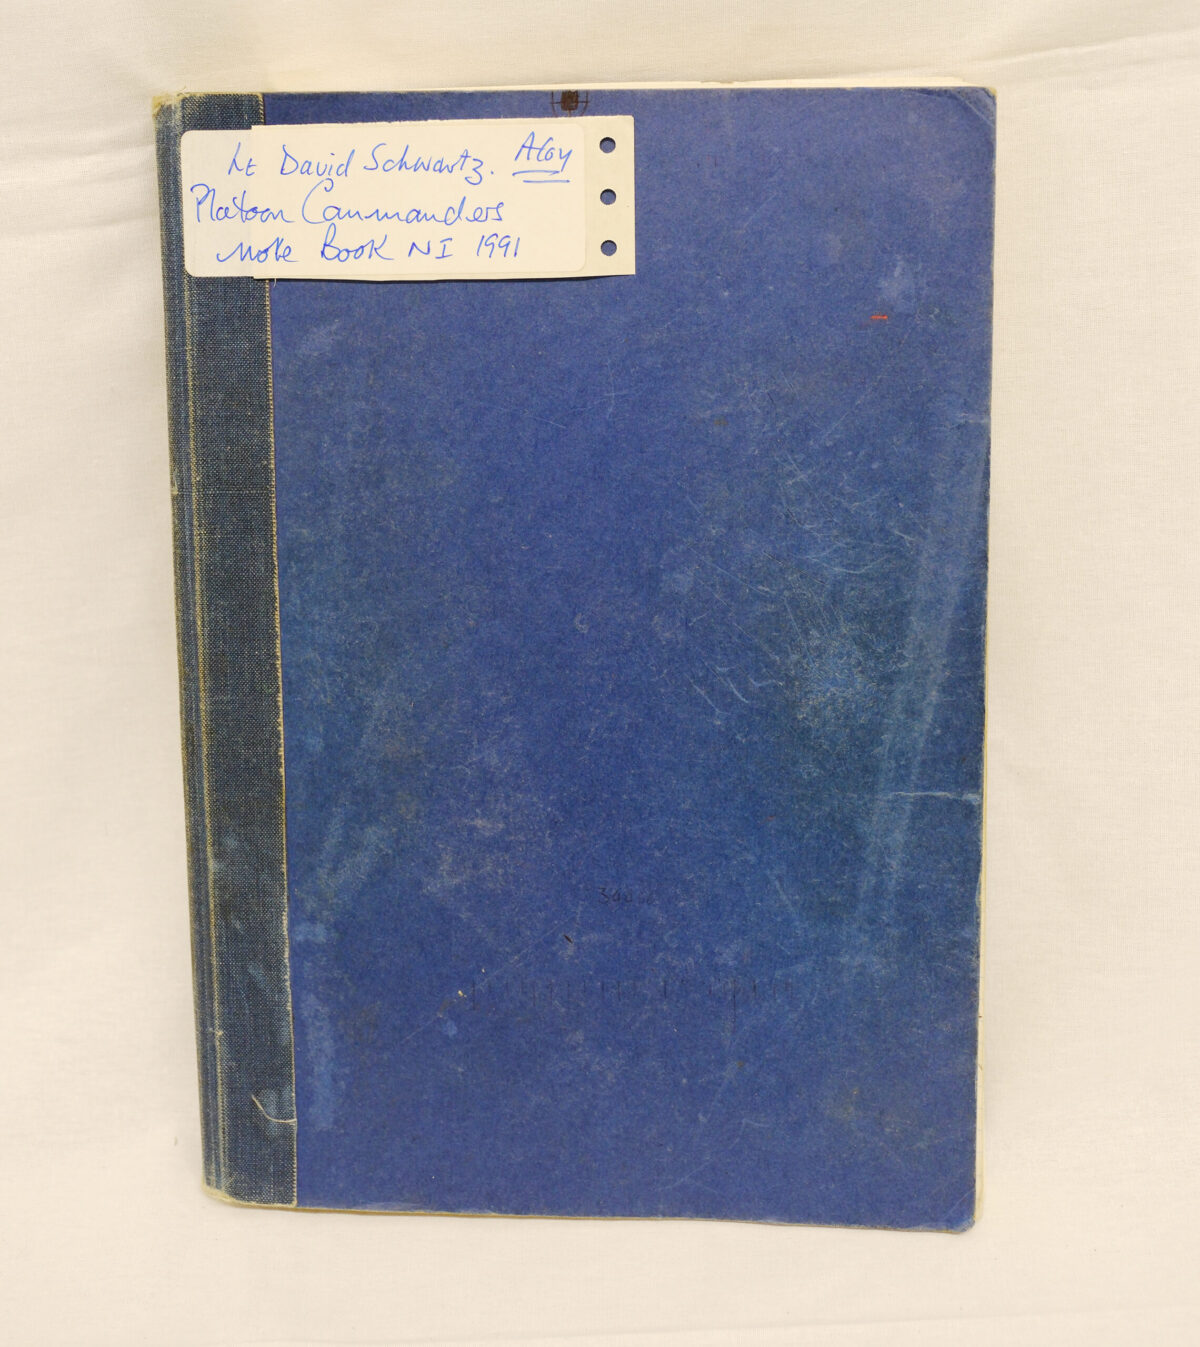 Lt David Schwartz. A Coy
Platoon Commanders
Note Book NI 1991